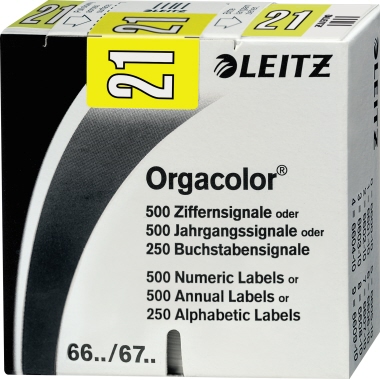 21
21
LEITZ
Orgacolor®
500 Ziffernsignale oder
500 Jahrgangssignale oder
250 Buchstabensignale
500 Numeric Labels or
500 Annual Labels or
250 Alphabetic Labels
66../67..